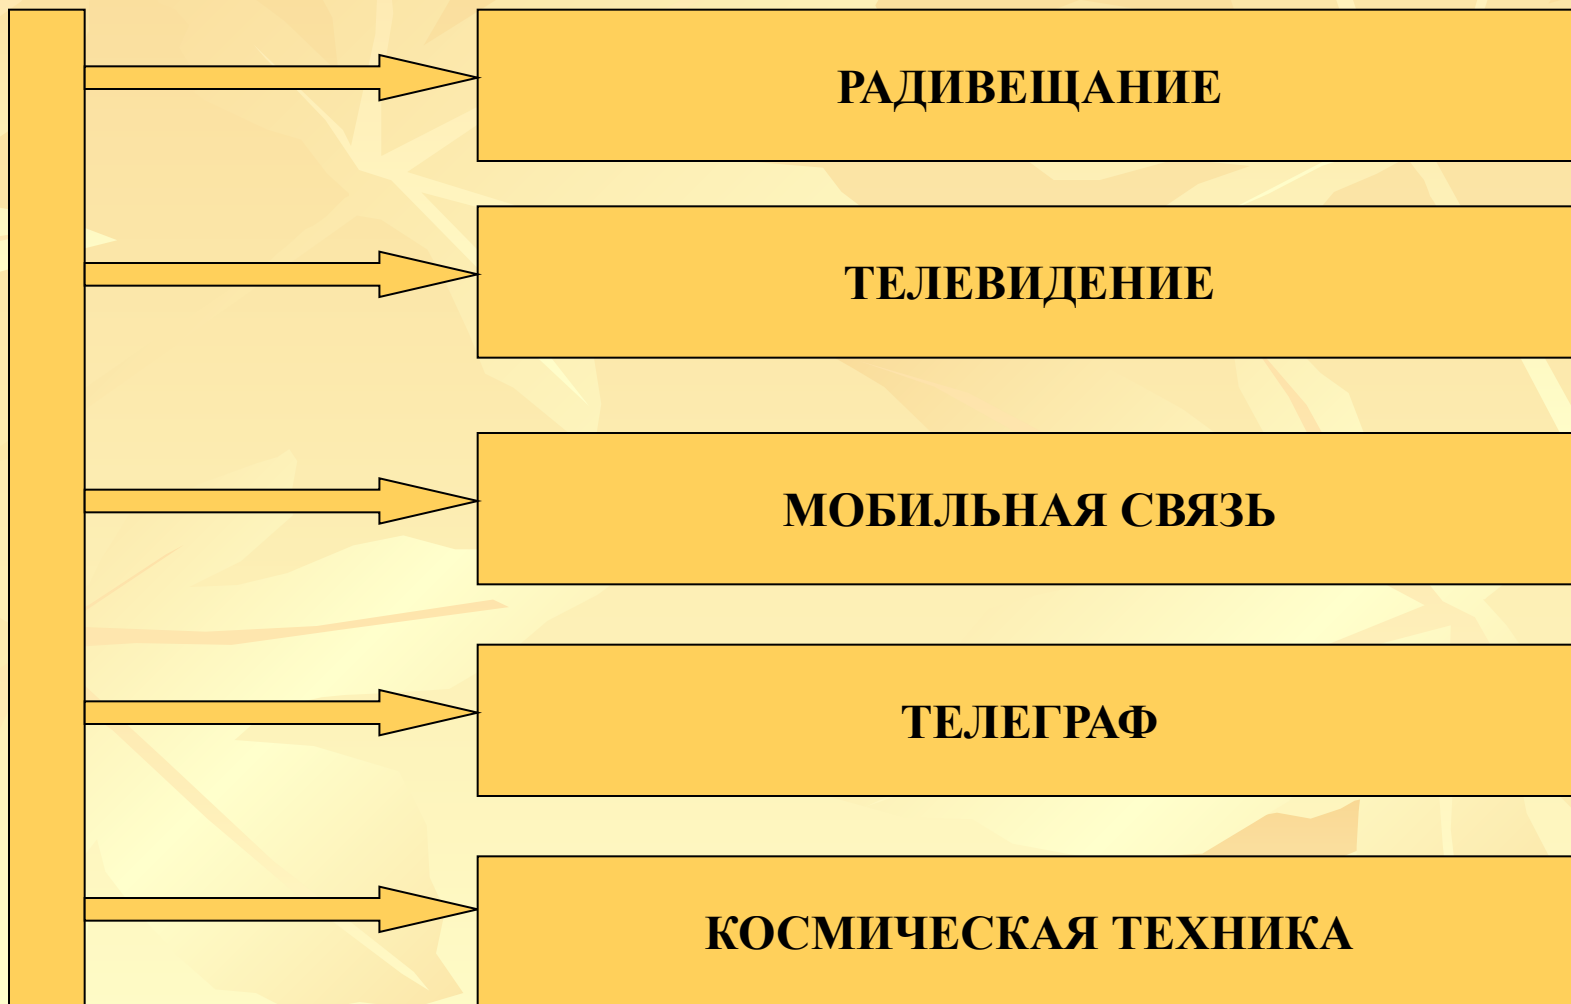 РАДИВЕЩАНИЕ
ТЕЛЕВИДЕНИЕ
МОБИЛЬНАЯ СВЯЗЬ
ТЕЛЕГРАФ
КОСМИЧЕСКАЯ ТЕХНИКА